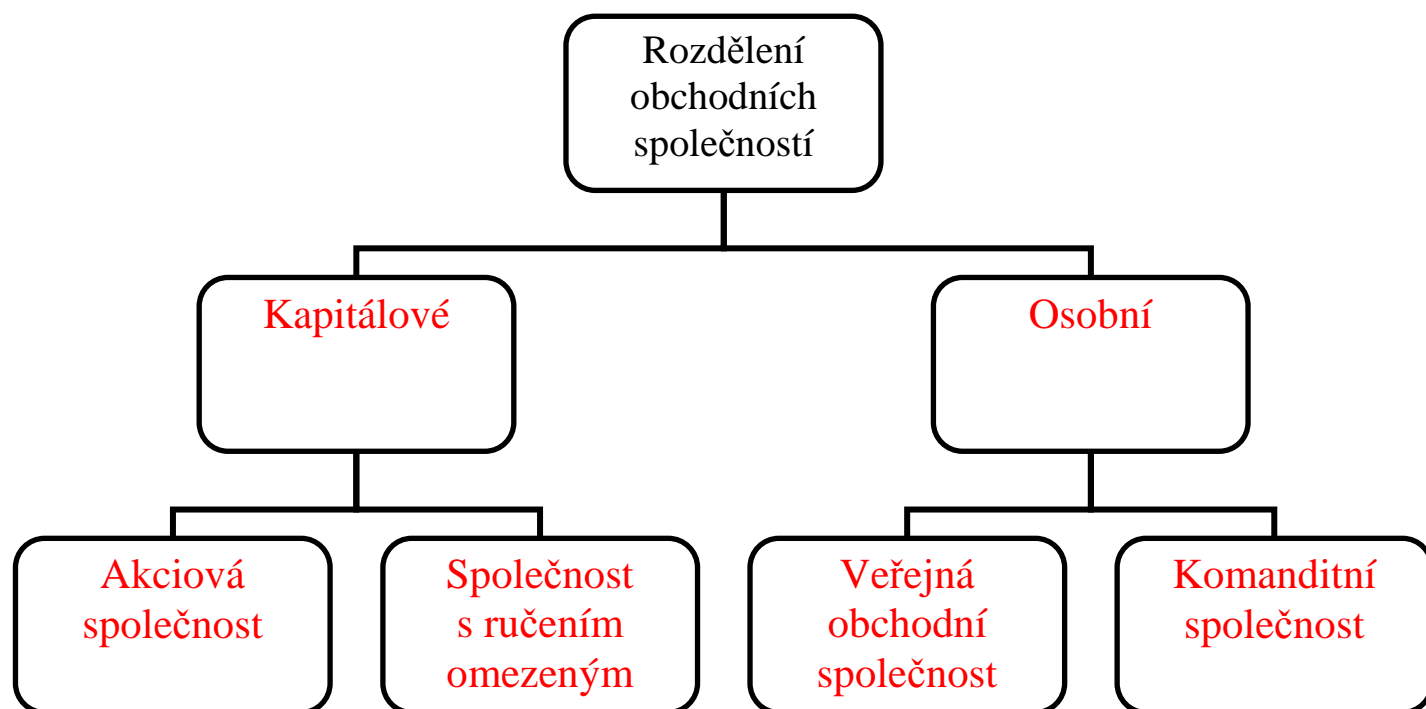 Rozdělení
obchodních
společností
Kapitálové
Osobní
Akciová
společnost
Společnost
s ručením
omezeným
Veřejná
obchodní
společnost
Komanditní
společnost